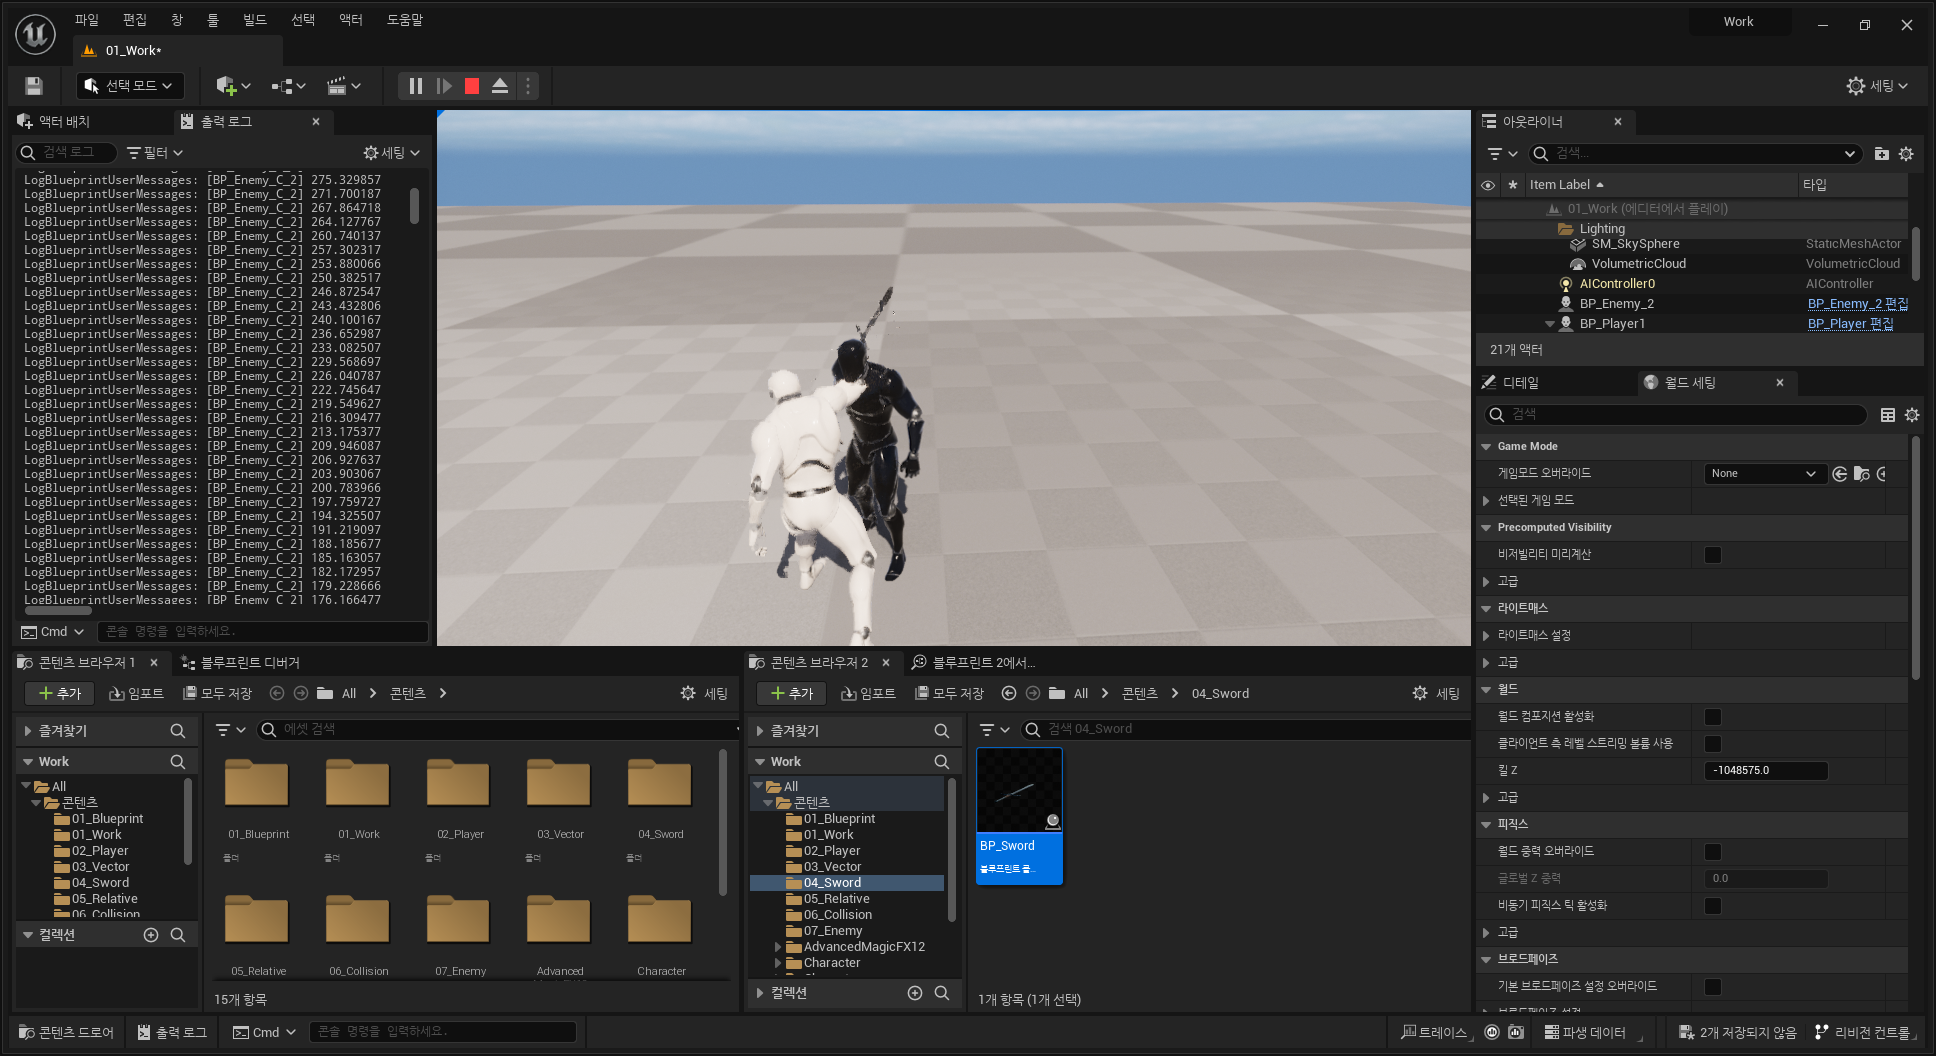 파일 편집 창 툴 빌드 선택 액터 도움말
Work
01_Work*
선택 모드
세팅
액터 배치
출력 로그
검색 로그
필터
세팅
LogBlueprintUserMessages: [BP_Enemy_C_2] 275.329857
LogBlueprintUserMessages: [BP_Enemy_C_2] 271.700187
LogBlueprintUserMessages: [BP_Enemy_C_2] 267.864718
LogBlueprintUserMessages: [BP_Enemy_C_2] 264.127767
LogBlueprintUserMessages: [BP_Enemy_C_2] 260.740137
LogBlueprintUserMessages: [BP_Enemy_C_2] 257.302317
LogBlueprintUserMessages: [BP_Enemy_C_2] 253.880066
LogBlueprintUserMessages: [BP_Enemy_C_2] 250.382517
LogBlueprintUserMessages: [BP_Enemy_C_2] 246.872547
LogBlueprintUserMessages: [BP_Enemy_C_2] 243.432806
LogBlueprintUserMessages: [BP_Enemy_C_2] 240.100167
LogBlueprintUserMessages: [BP_Enemy_C_2] 236.652987
LogBlueprintUserMessages: [BP_Enemy_C_2] 233.082507
LogBlueprintUserMessages: [BP_Enemy_C_2] 229.568697
LogBlueprintUserMessages: [BP_Enemy_C_2] 226.040787
LogBlueprintUserMessages: [BP_Enemy_C_2] 222.745647
LogBlueprintUserMessages: [BP_Enemy_C_2] 219.549627
LogBlueprintUserMessages: [BP_Enemy_C_2] 216.309477
LogBlueprintUserMessages: [BP_Enemy_C_2] 213.175377
LogBlueprintUserMessages: [BP_Enemy_C_2] 209.946087
LogBlueprintUserMessages: [BP_Enemy_C_2] 206.927637
LogBlueprintUserMessages: [BP_Enemy_C_2] 203.903067
LogBlueprintUserMessages: [BP_Enemy_C_2] 200.783966
LogBlueprintUserMessages: [BP_Enemy_C_2] 197.759727
LogBlueprintUserMessages: [BP_Enemy_C_2] 194.325507
LogBlueprintUserMessages: [BP_Enemy_C_2] 191.219097
LogBlueprintUserMessages: [BP_Enemy_C_2] 188.185677
LogBlueprintUserMessages: [BP_Enemy_C_2] 185.163057
LogBlueprintUserMessages: [BP_Enemy_C_2] 182.172957
LogBlueprintUserMessages: [BP_Enemy_C_2] 179.228666
LogBlueprintUserMessages: [BP_Enemy_C_2] 176.166477
Cmd
콘솔 명령을 입력하세요.
아웃라이너
검색...
Item Label
타입
01_Work (에디터에서 플레이)
Lighting
SM_SkySphere StaticMeshActor
VolumetricCloud VolumetricCloud
AIController0 AIController
BP_Enemy_2 BP_Enemy_2 편집
BP_Player1 BP_Player 편집
21개 액터
디테일
월드 세팅
검색
Game Mode
게임모드 오버라이드
None
선택된 게임 모드
Precomputed Visibility
비저빌리티 미리계산
고급
라이트매스
라이트매스 설정
고급
월드
월드 컴포지션 활성화
클라이언트 측 레벨 스트리밍 볼륨 사용
킬 Z
-1048575.0
고급
피직스
월드 중력 오버라이드
글로벌 Z 중력
0.0
비동기 피직스 틱 활성화
고급
브로드페이즈
기본 브로드페이즈 설정 오버라이드
브로드페이즈 설정
콘텐츠 브라우저 1
블루프린트 디버거
추가
임포트
모두 저장
All
콘텐츠
세팅
즐겨찾기
에셋 검색
Work
All
콘텐츠
01_Blueprint
01_Work
02_Player
03_Vector
04_Sword
05_Relative
06_Collision
컬렉션
01_Blueprint
폴더
01_Work
폴더
02_Player
폴더
03_Vector
폴더
04_Sword
폴더
05_Relative
06_Collision
07_Enemy
Advanced
Character
15개 항목
콘텐츠 브라우저 2
블루프린트 2에서...
추가
임포트
모두 저장
All
콘텐츠
04_Sword
세팅
즐겨찾기
검색 04_Sword
Work
All
콘텐츠
01_Blueprint
01_Work
02_Player
03_Vector
04_Sword
05_Relative
06_Collision
07_Enemy
AdvancedMagicFX12
Character
컬렉션
BP_Sword
블루프린트 클...
1개 항목 (1개 선택)
콘텐츠 드로어
출력 로그
Cmd
콘솔 명령을 입력하세요.
트레이스
파생 데이터
2개 저장되지 않음
리비전 컨트롤